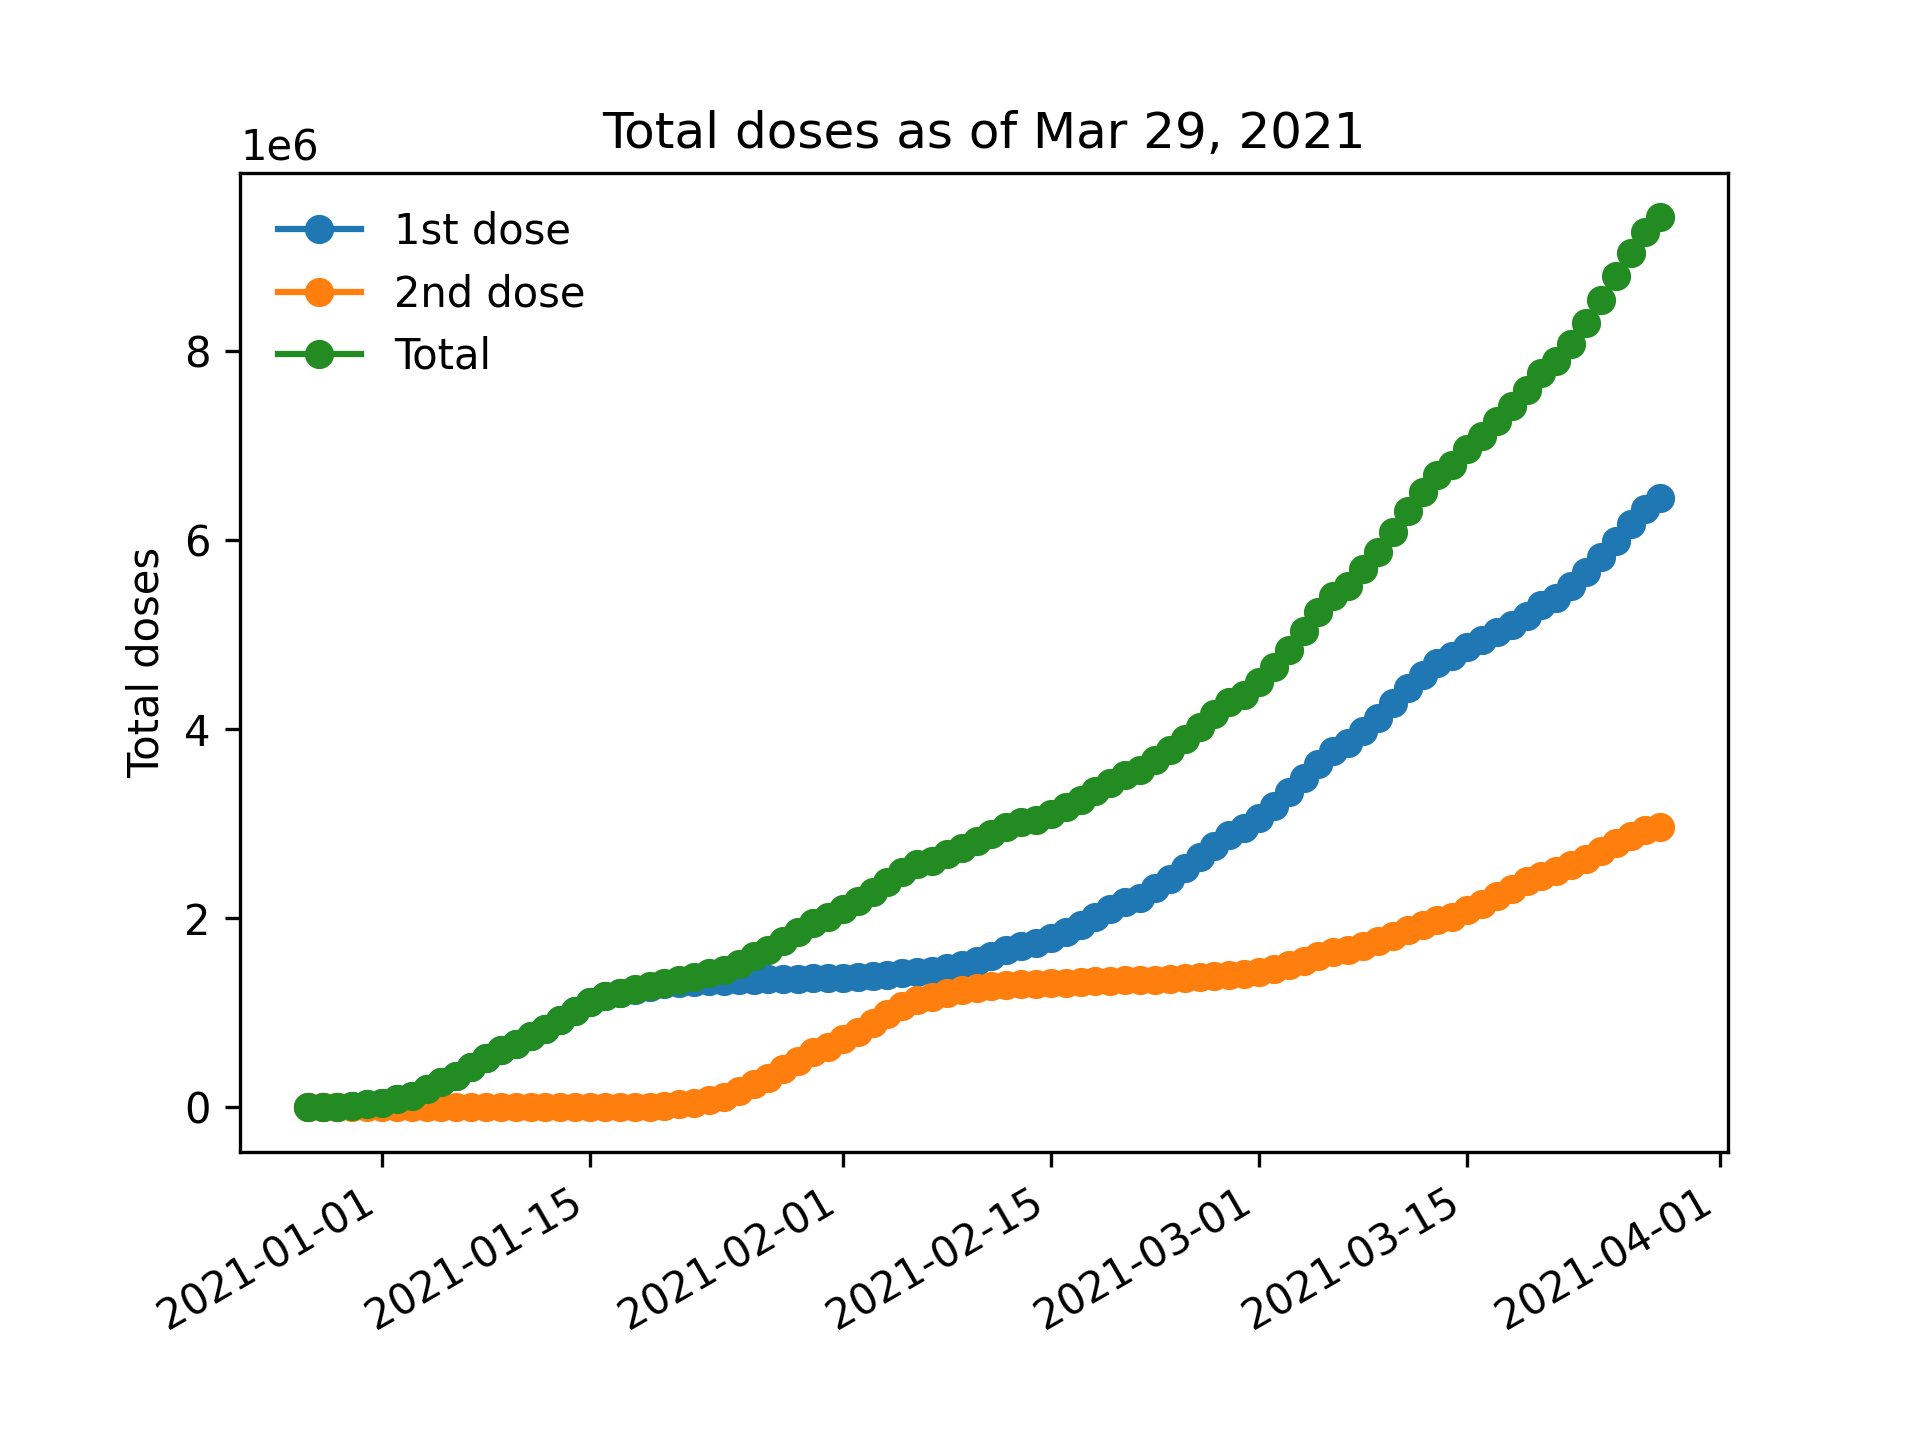 Total doses as of Mar 29, 2021
1e6
1st dose
2nd dose
Total
8
6
4
2
0
Total doses
2021-01-01
2021-01-15
2021-02-01
2021-02-15
2021-03-01
2021-03-15
2021-04-01